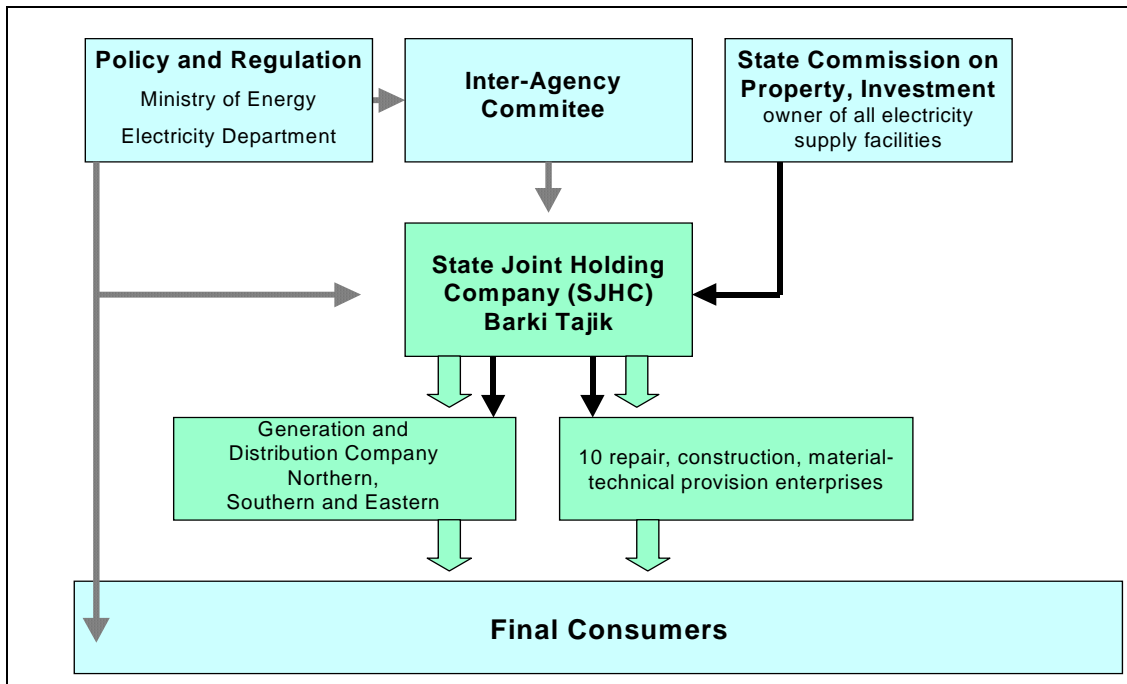 Policy and Regulation
Ministry of Energy
Electricity Department
Inter-Agency
Commitee
State Commission on
Property, Investment
owner of all electricity
supply facilities
State Joint Holding
Company (SJHC)
Barki Tajik
Generation and
Distribution Company
Northern,
Southern and Eastern
10 repair, construction, material-
technical provision enterprises
Final Consumers